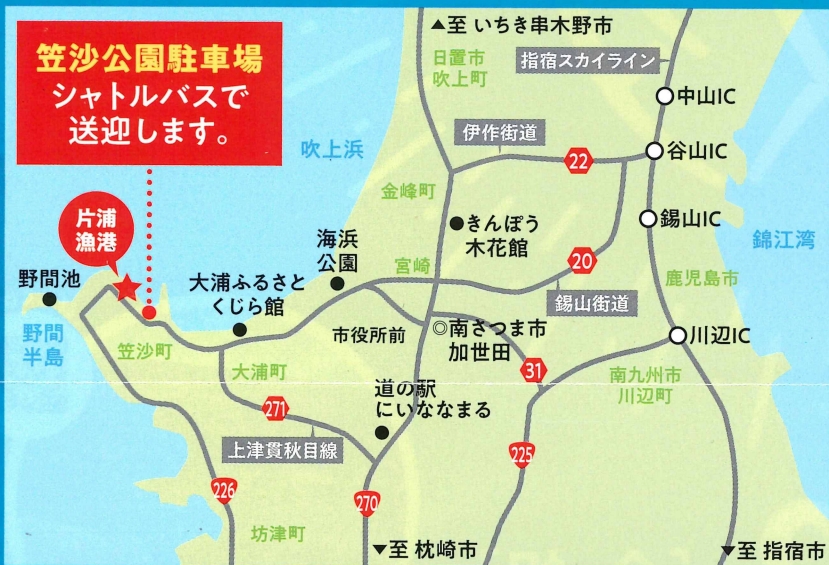 笠沙公園駐車場
シャトルバスで
送迎します。
▲至 いちき串木野市
日置市
吹上町
指宿スカイライン
中山IC
伊作街道
吹上浜
22
谷山IC
金峰町
片浦
漁港
きんぽう
木花館
錫山IC
海浜
公園
錦江湾
宮崎
20
野間池
大浦ふるさと
くじら館
鹿児島市
錫山街道
野間
半島
笠沙町
市役所前
◎南さつま市
加世田
川辺IC
大浦町
31
南九州市
川辺町
道の駅
にいななまる
271
上津貫秋目線
225
226
270
坊津町
▼至 枕崎市
▼至 指宿市